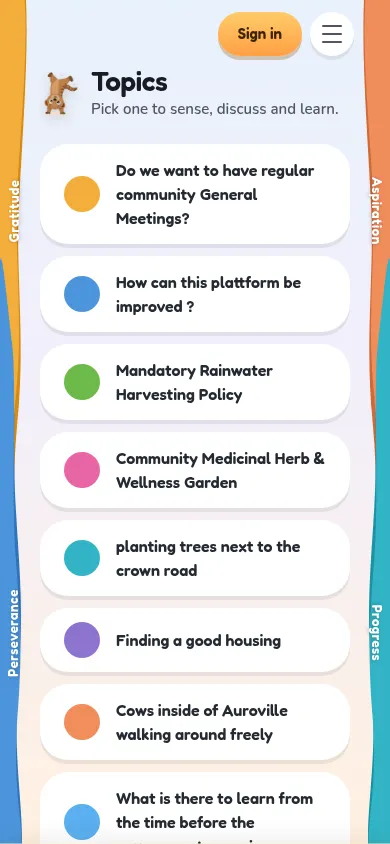 Sign in
Topics
Pick one to sense, discuss and learn.
Do we want to have regular
community General
Meetings?
How can this plattform be
improved ?
Mandatory Rainwater
Harvesting Policy
Community Medicinal Herb &
Wellness Garden
planting trees next to the
crown road
Finding a good housing
Cows inside of Auroville
walking around freely
What is there to learn from
the time before the
Gratitude
Perseverance
Aspiration
Progress